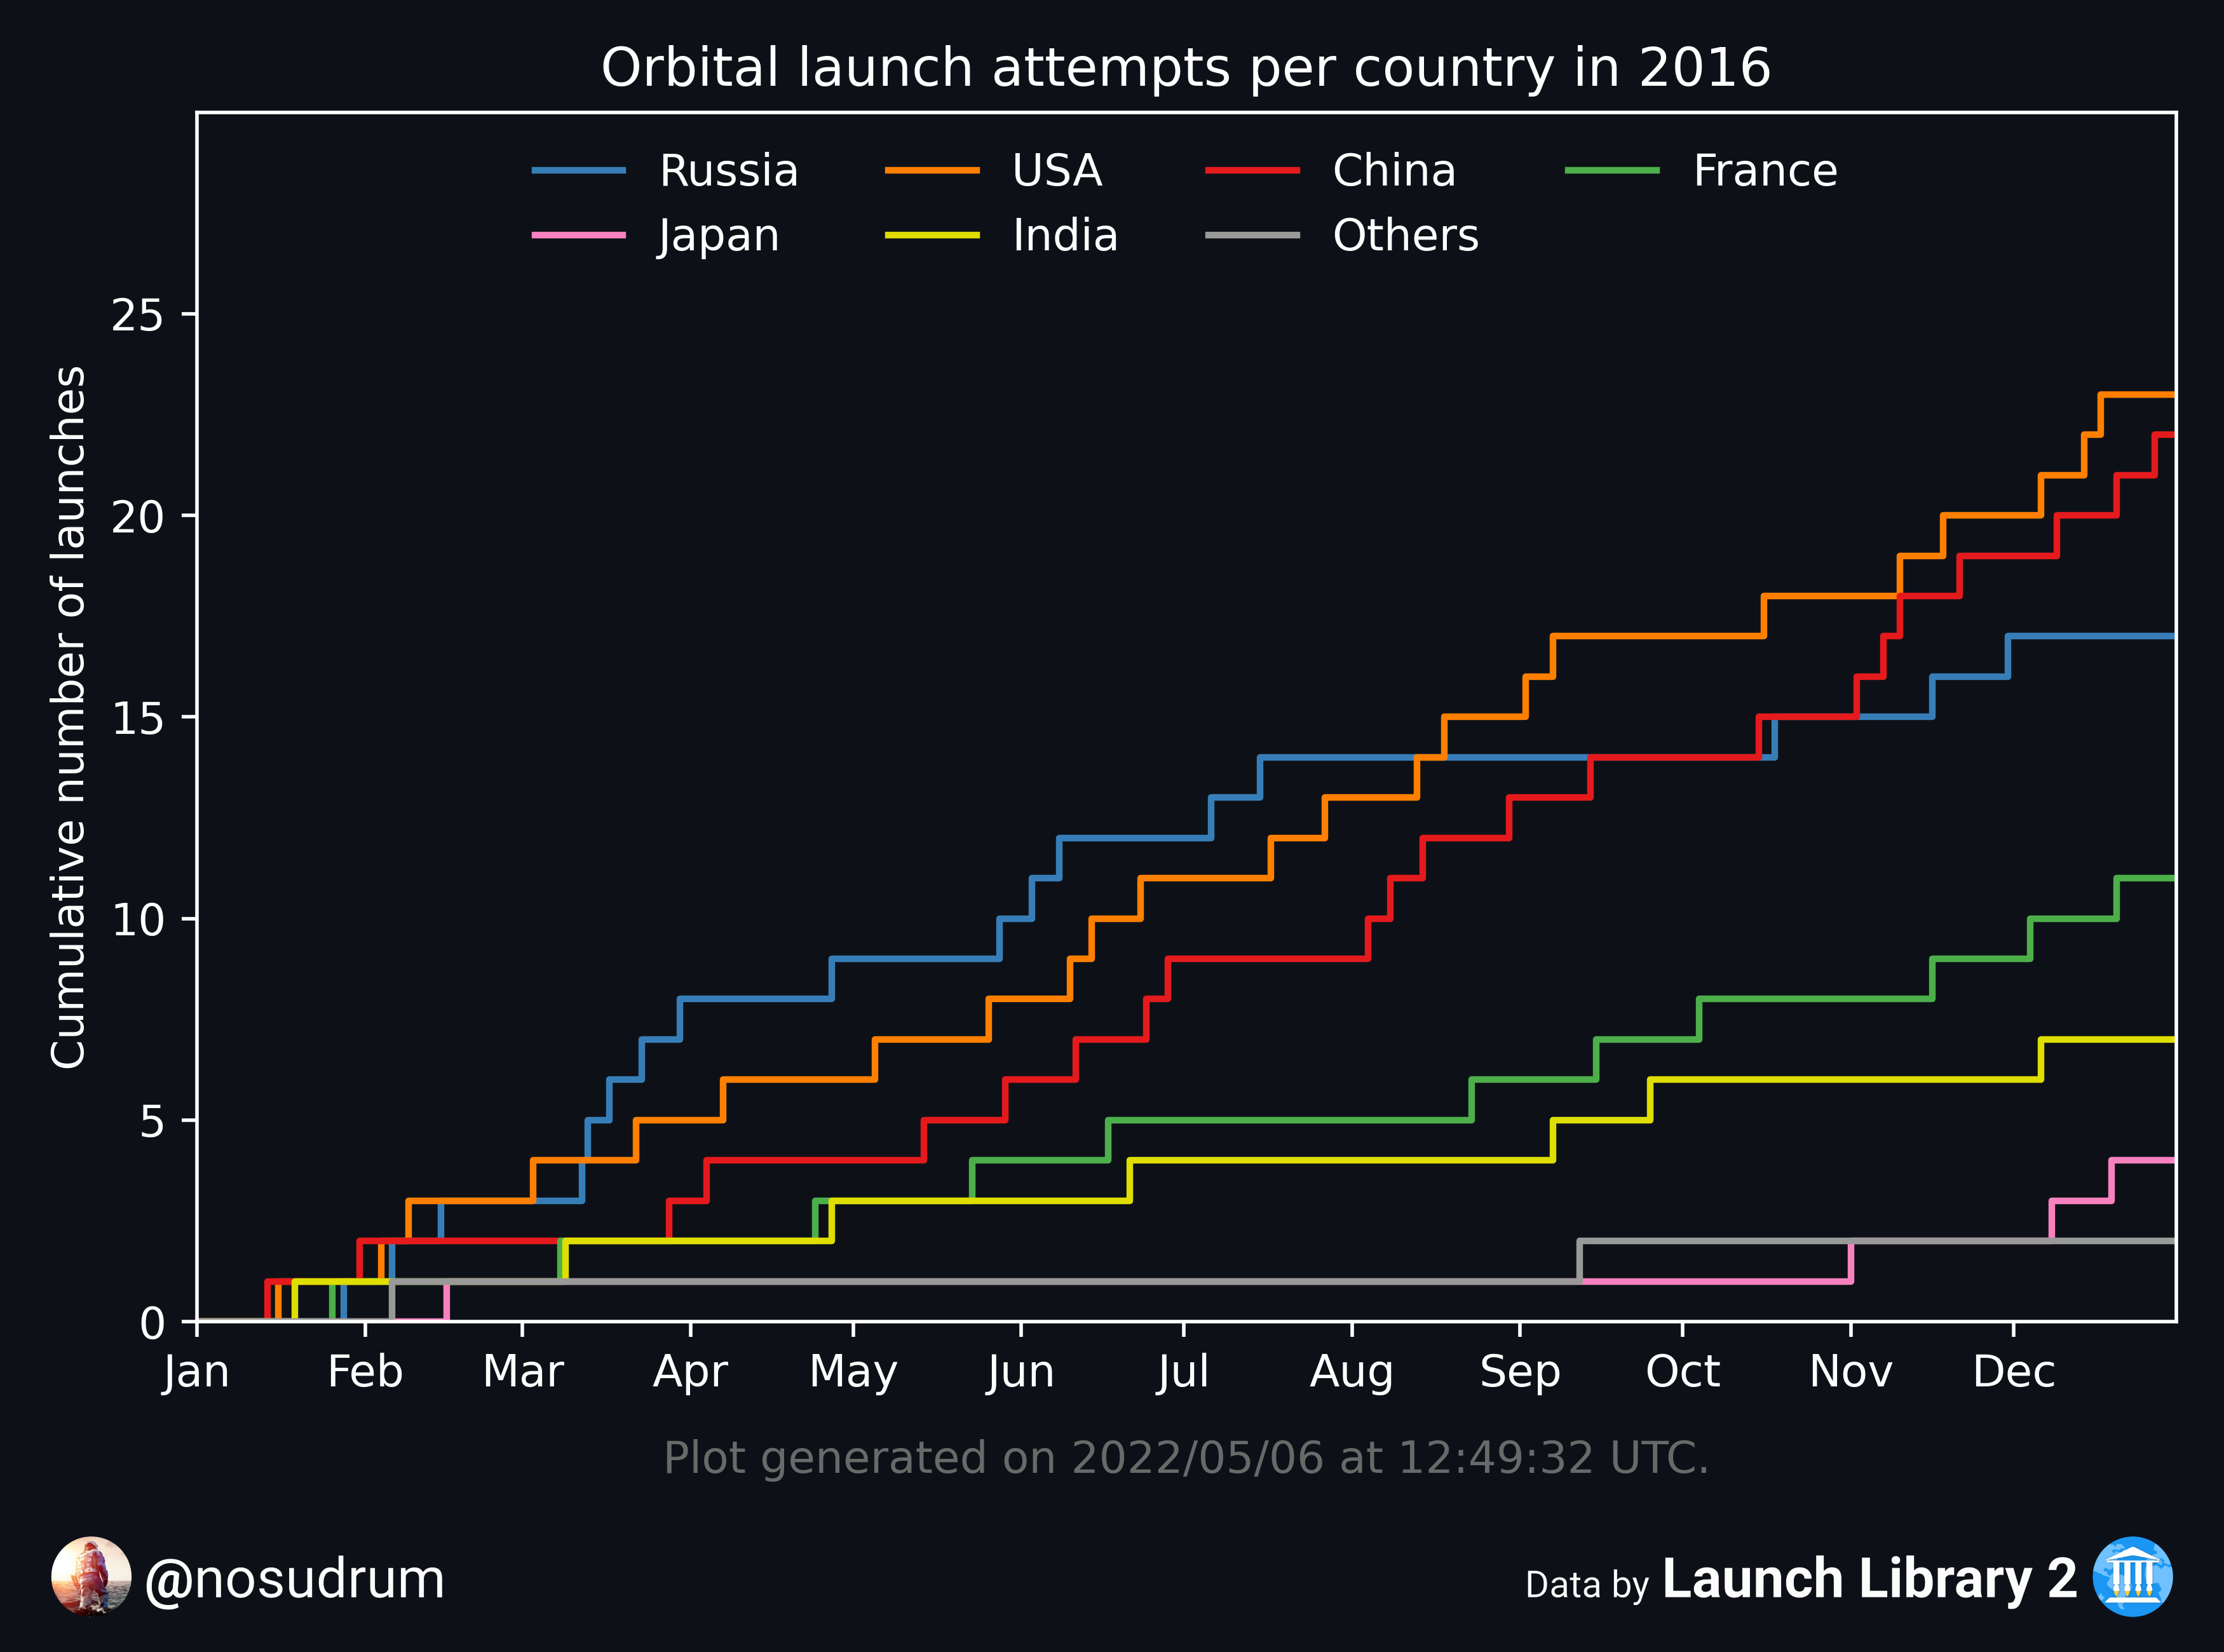 Orbital launch attempts per country in 2016
Russia USA China France
Japan India Others
Cumulative number of launches
25
20
15
10
5
0
Jan Feb Mar Apr May Jun Jul Aug Sep Oct Nov Dec
Plot generated on 2022/05/06 at 12:49:32 UTC.
@nosudrum
Data by Launch Library 2